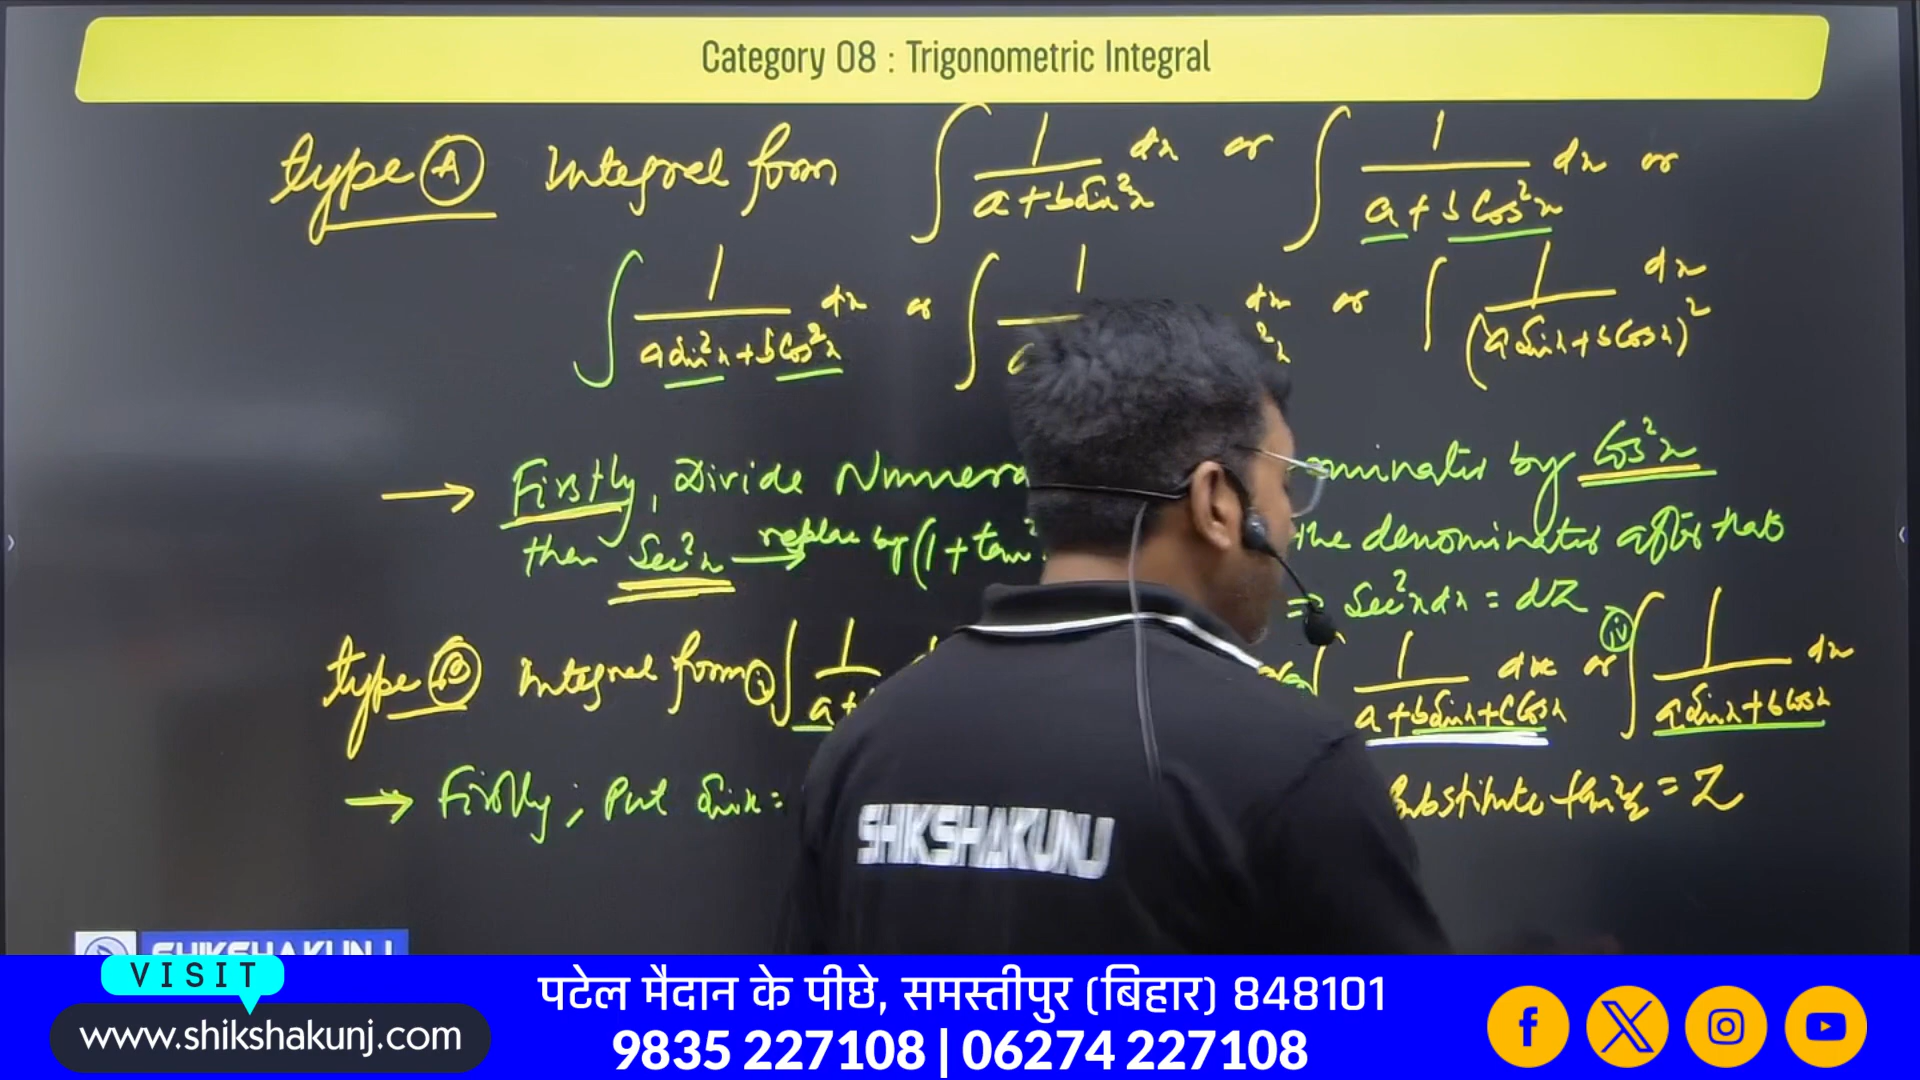 Category 08 : Trigonometric Integral
type (A) Integral form ∫ 1/(a + b sin²x) dx or ∫ 1/(a + b cos²x) dx or
∫ 1/(a sin²x + b cos²x) dx or ∫ 1 dx or ∫ 1/(a sinx + b cosx)² dx
→ Firstly, Divide Numera ominator by Cos²x
then Sec²x → replace by (1 + tan² the denominator after that
⇒ Sec²x dx = dZ
type (B) Integral form (i) ∫ 1/(a + ∫ 1/(a + b sinx + c cosx) dx or (iv) ∫ 1/(a sinx + b cosx) dx
→ Firstly ; Put Sinx = Substitute tan x/2 = Z
SHIKSHAKUNJ
SHIKSHAKUNJ
VISIT
www.shikshakunj.com
पटेल मैदान के पीछे, समस्तीपुर (बिहार) 848101
9835 227108 | 06274 227108